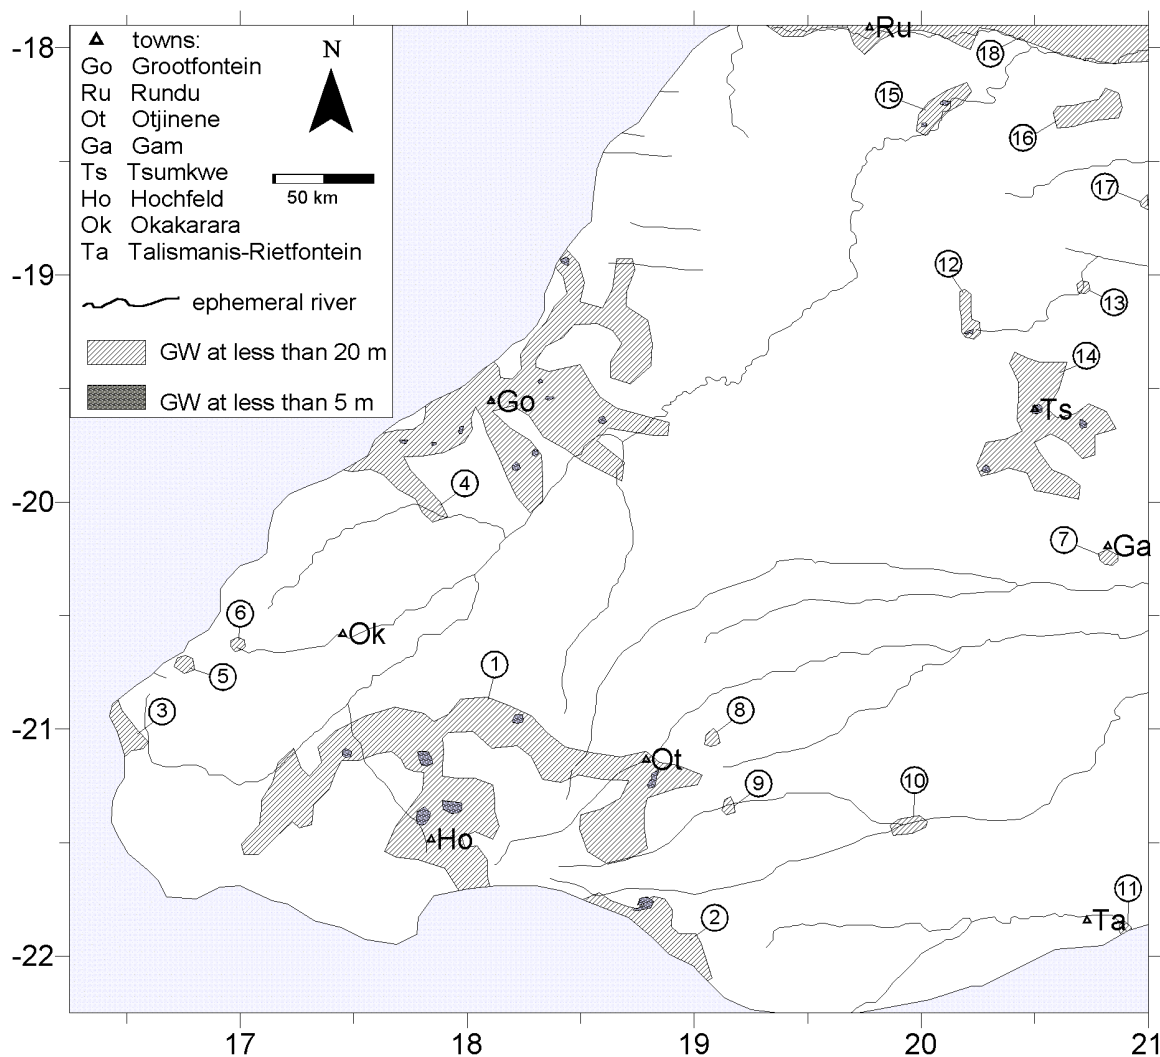 towns:
Go Grootfontein
Ru Rundu
Ot Otjinene
Ga Gam
Ts Tsumkwe
Ho Hochfeld
Ok Okakarara
Ta Talismanis-Rietfontein
N
50 km
ephemeral river
GW at less than 20 m
GW at less than 5 m
Ru
18
15
16
17
12
13
14
Go
Ts
4
7
Ga
6
Ok
5
1
3
8
Ot
9
10
Ho
11
2
Ta
-18
-19
-20
-21
-22
17
18
19
20
21